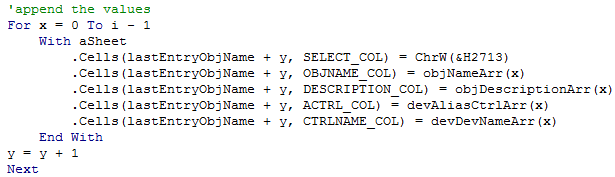 'append the values
For x = 0 To i - 1
    With aSheet
        .Cells(lastEntryObjName + y, SELECT_COL) = ChrW(&H2713)
        .Cells(lastEntryObjName + y, OBJNAME_COL) = objNameArr(x)
        .Cells(lastEntryObjName + y, DESCRIPTION_COL) = objDescriptionArr(x)
        .Cells(lastEntryObjName + y, ACTRL_COL) = devAliasCtrlArr(x)
        .Cells(lastEntryObjName + y, CTRLNAME_COL) = devDevNameArr(x)
    End With
y = y + 1
Next